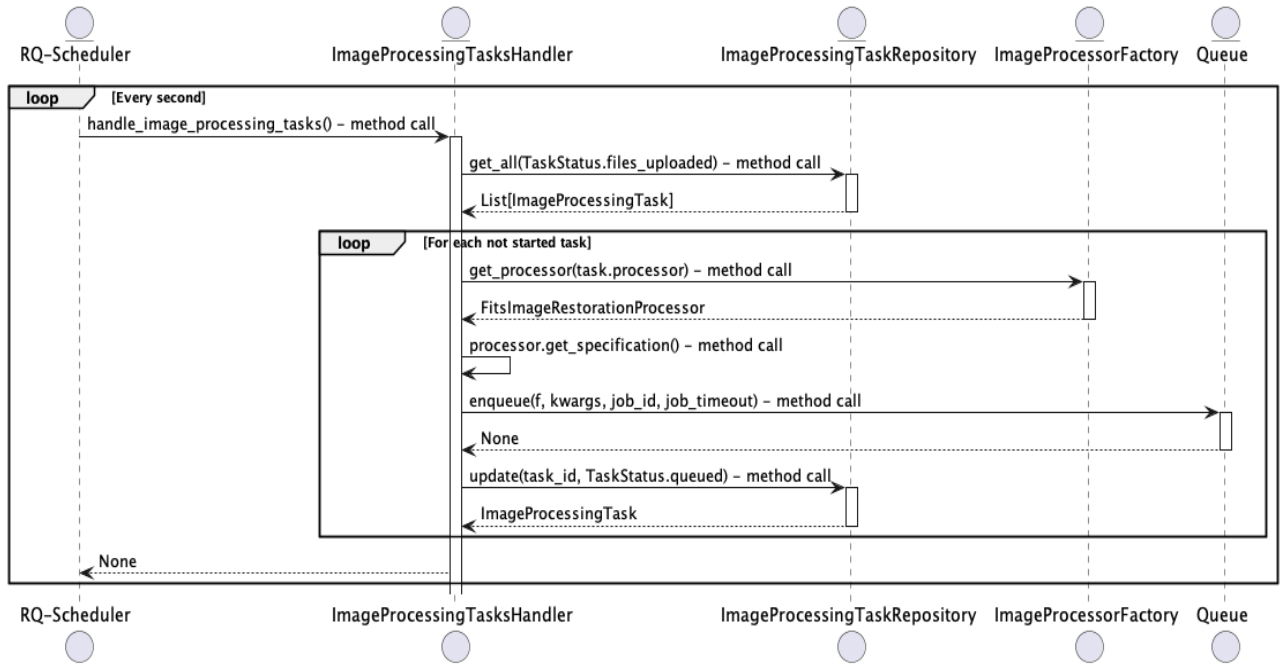 RQ-Scheduler ImageProcessingTasksHandler ImageProcessingTaskRepository ImageProcessorFactory Queue
loop [Every second]
handle_image_processing_tasks() – method call
get_all(TaskStatus.files_uploaded) – method call
List[ImageProcessingTask]
loop [For each not started task]
get_processor(task.processor) – method call
FitsImageRestorationProcessor
processor.get_specification() – method call
enqueue(f, kwargs, job_id, job_timeout) – method call
None
update(task_id, TaskStatus.queued) – method call
ImageProcessingTask
None
RQ-Scheduler ImageProcessingTasksHandler ImageProcessingTaskRepository ImageProcessorFactory Queue